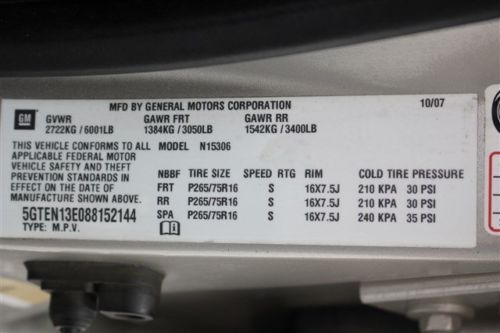 MFD BY GENERAL MOTORS CORPORATION 10/07
GM GVWR GAWR FRT GAWR RR
2722KG / 6001LB 1384KG / 3050LB 1542KG / 3400LB
THIS VEHICLE CONFORMS TO ALL MODEL N15306
APPLICABLE FEDERAL MOTOR
VEHICLE SAFETY AND THEFT
PREVENTION STANDARDS IN
EFFECT ON THE DATE OF
MANUFACTURE SHOWN ABOVE.
5GTEN13E088152144
TYPE: M.P.V.
NBBF TIRE SIZE SPEED RTG RIM COLD TIRE PRESSURE
FRT P265/75R16 S 16X7.5J 210 KPA 30 PSI
RR P265/75R16 S 16X7.5J 210 KPA 30 PSI
SPA P265/75R16 S 16X7.5J 240 KPA 35 PSI